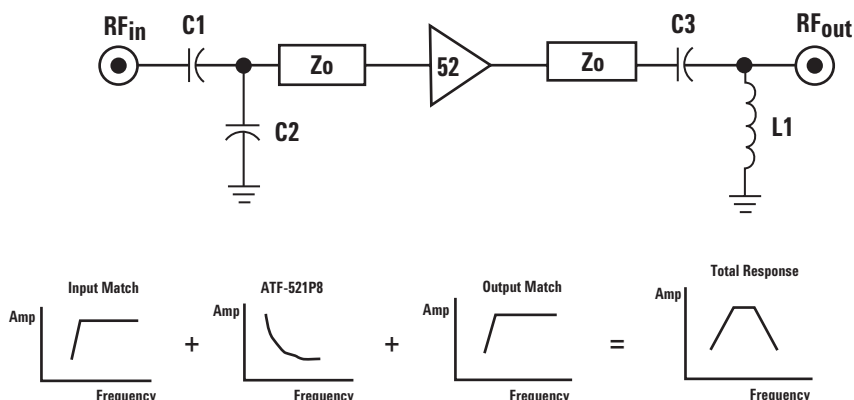 RFin C1 C3 RFout
Zo 52 Zo
C2 L1
Input Match ATF-521P8 Output Match Total Response
Amp Amp Amp Amp
+ + =
Frequency Frequency Frequency Frequency